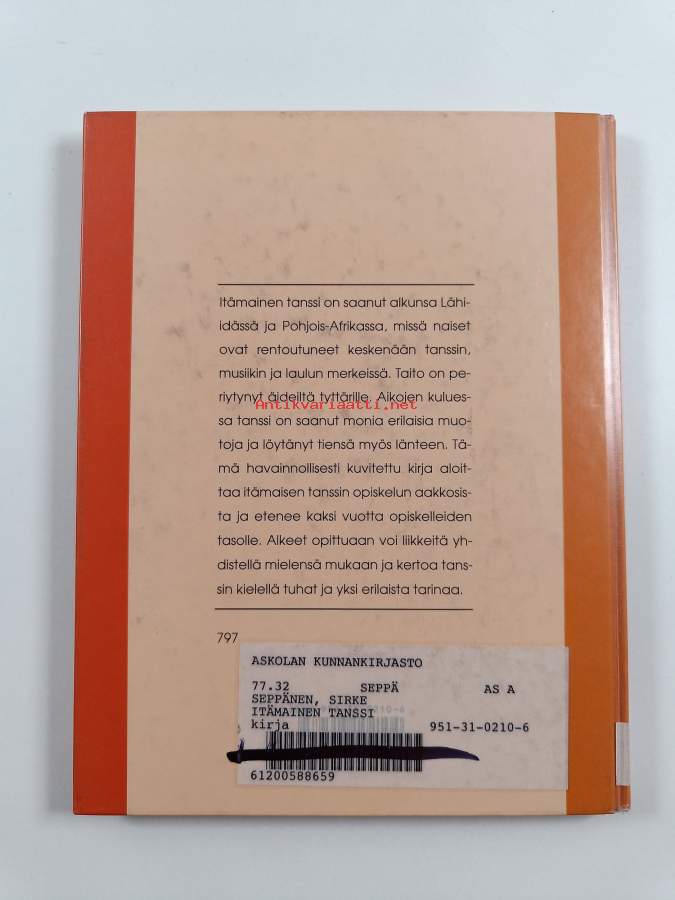 Itämainen tanssi on saanut alkunsa Lähi-
idässä ja Pohjois-Afrikassa, missä naiset
ovat rentoutuneet keskenään tanssin,
musiikin ja laulun merkeissä. Taito on pe-
riytynyt äideiltä tyttärille. Aikojen kulues-
Antikvariaatti.net
sa tanssi on saanut monia erilaisia muo-
toja ja löytänyt tiensä myös länteen. Tä-
mä havainnollisesti kuvitettu kirja aloit-
taa itämaisen tanssin opiskelun aakkosis-
ta ja etenee kaksi vuotta opiskelleiden
tasolle. Alkeet opittuaan voi liikkeitä yh-
distellä mielensä mukaan ja kertoa tans-
sin kielellä tuhat ja yksi erilaista tarinaa.
797
ASKOLAN KUNNANKIRJASTO
77.32 SEPPÄ AS A
SEPPÄNEN, SIRKE
ITÄMAINEN TANSSI
kirja 951-31-0210-6
61200588659